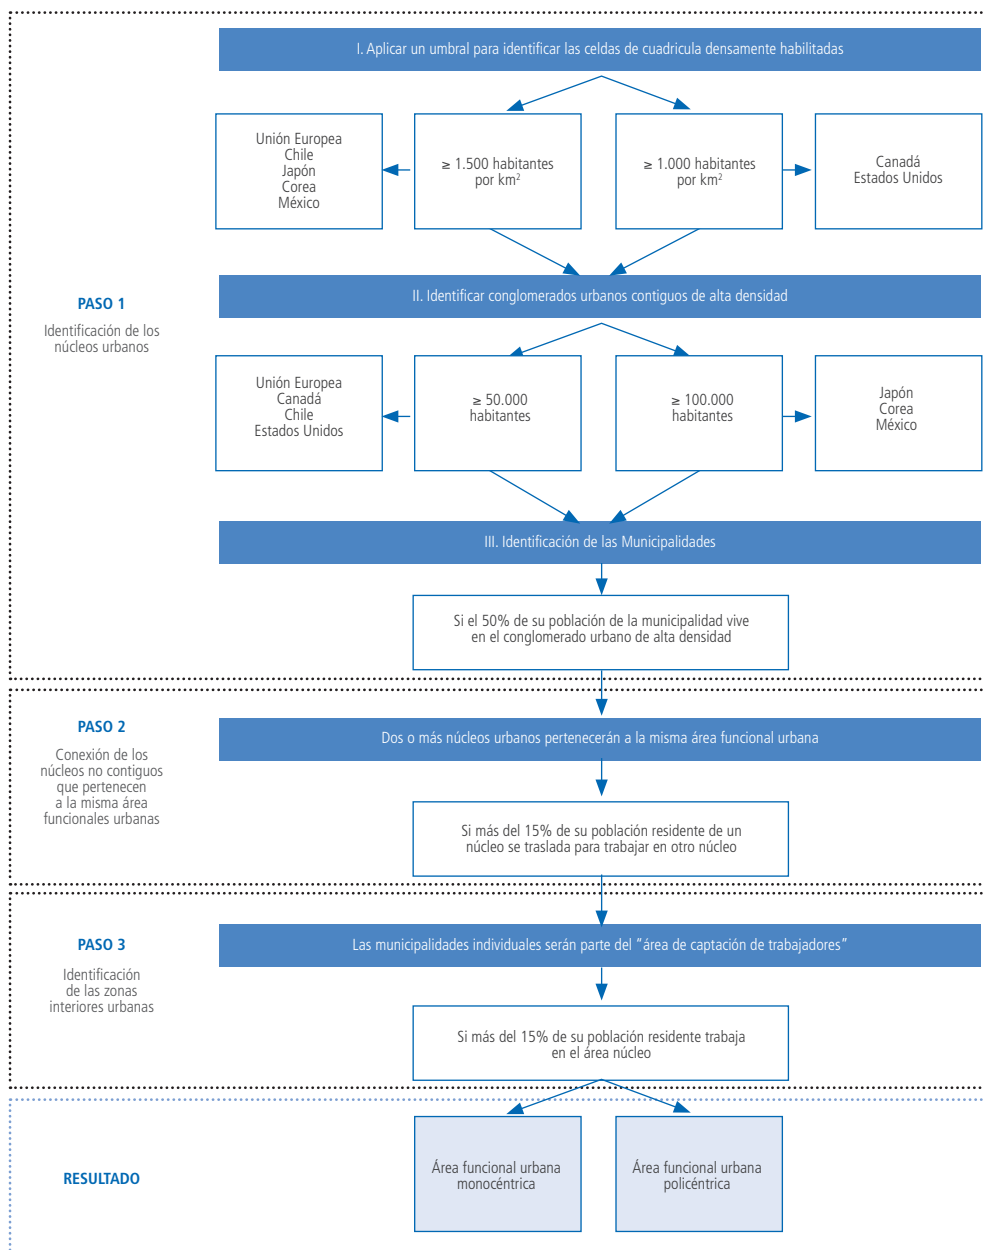 I. Aplicar un umbral para identificar las celdas de cuadricula densamente habilitadas
Unión Europea
Chile
Japón
Corea
México
≥ 1.500 habitantes
por km²
≥ 1.000 habitantes
por km²
Canadá
Estados Unidos
PASO 1
Identificación de los
núcleos urbanos
II. Identificar conglomerados urbanos contiguos de alta densidad
Unión Europea
Canadá
Chile
Estados Unidos
≥ 50.000
habitantes
≥ 100.000
habitantes
Japón
Corea
México
III. Identificación de las Municipalidades
Si el 50% de su población de la municipalidad vive
en el conglomerado urbano de alta densidad
PASO 2
Conexión de los
núcleos no contiguos
que pertenecen
a la misma área
funcionales urbanas
Dos o más núcleos urbanos pertenecerán a la misma área funcional urbana
Si más del 15% de su población residente de un
núcleo se traslada para trabajar en otro núcleo
PASO 3
Identificación
de las zonas
interiores urbanas
Las municipalidades individuales serán parte del “área de captación de trabajadores”
Si más del 15% de su población residente trabaja
en el área núcleo
RESULTADO
Área funcional urbana
monocéntrica
Área funcional urbana
policéntrica